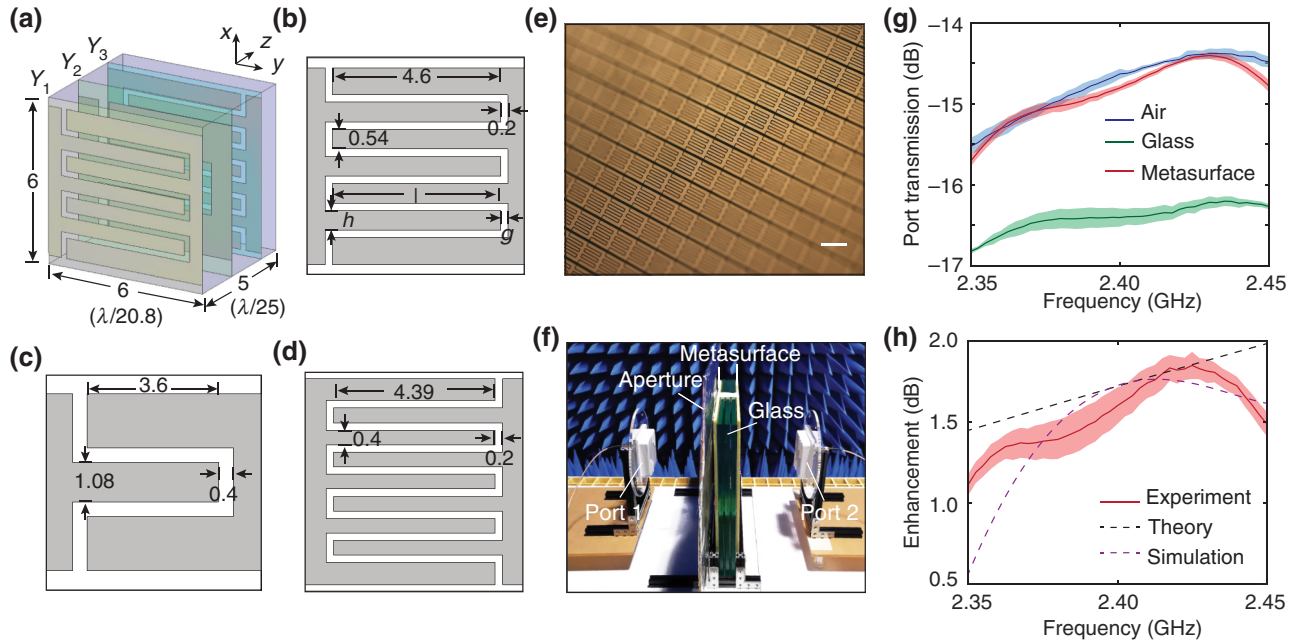 (a)
Y1
Y2
Y3
x
z
y
6
6
(λ/20.8)
5
(λ/25)
(b)
4.6
0.2
0.54
l
h
g
(c)
3.6
1.08
0.4
(d)
4.39
0.4
0.2
(e)
(f)
Metasurface
Aperture
Glass
Port 1
Port 2
(g)
Port transmission (dB)
−14
−15
−16
−17
Air
Glass
Metasurface
2.35
2.40
2.45
Frequency (GHz)
(h)
Enhancement (dB)
2.0
1.5
1.0
0.5
Experiment
Theory
Simulation
2.35
2.40
2.45
Frequency (GHz)